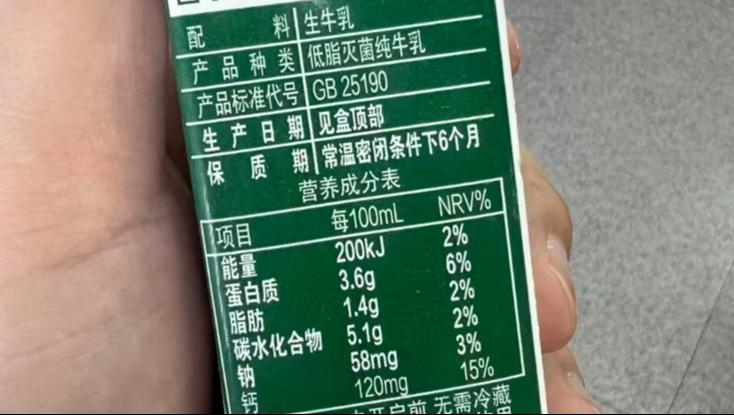 配料 生牛乳
产品种类 低脂灭菌纯牛乳
产品标准代号 GB 25190
生产日期 见盒顶部
保质期 常温密闭条件下6个月
营养成分表
项目 每100mL NRV%
能量 200kJ 2%
蛋白质 3.6g 6%
脂肪 1.4g 2%
碳水化合物 5.1g 2%
钠 58mg 3%
钙 120mg 15%
开启前 无需冷藏